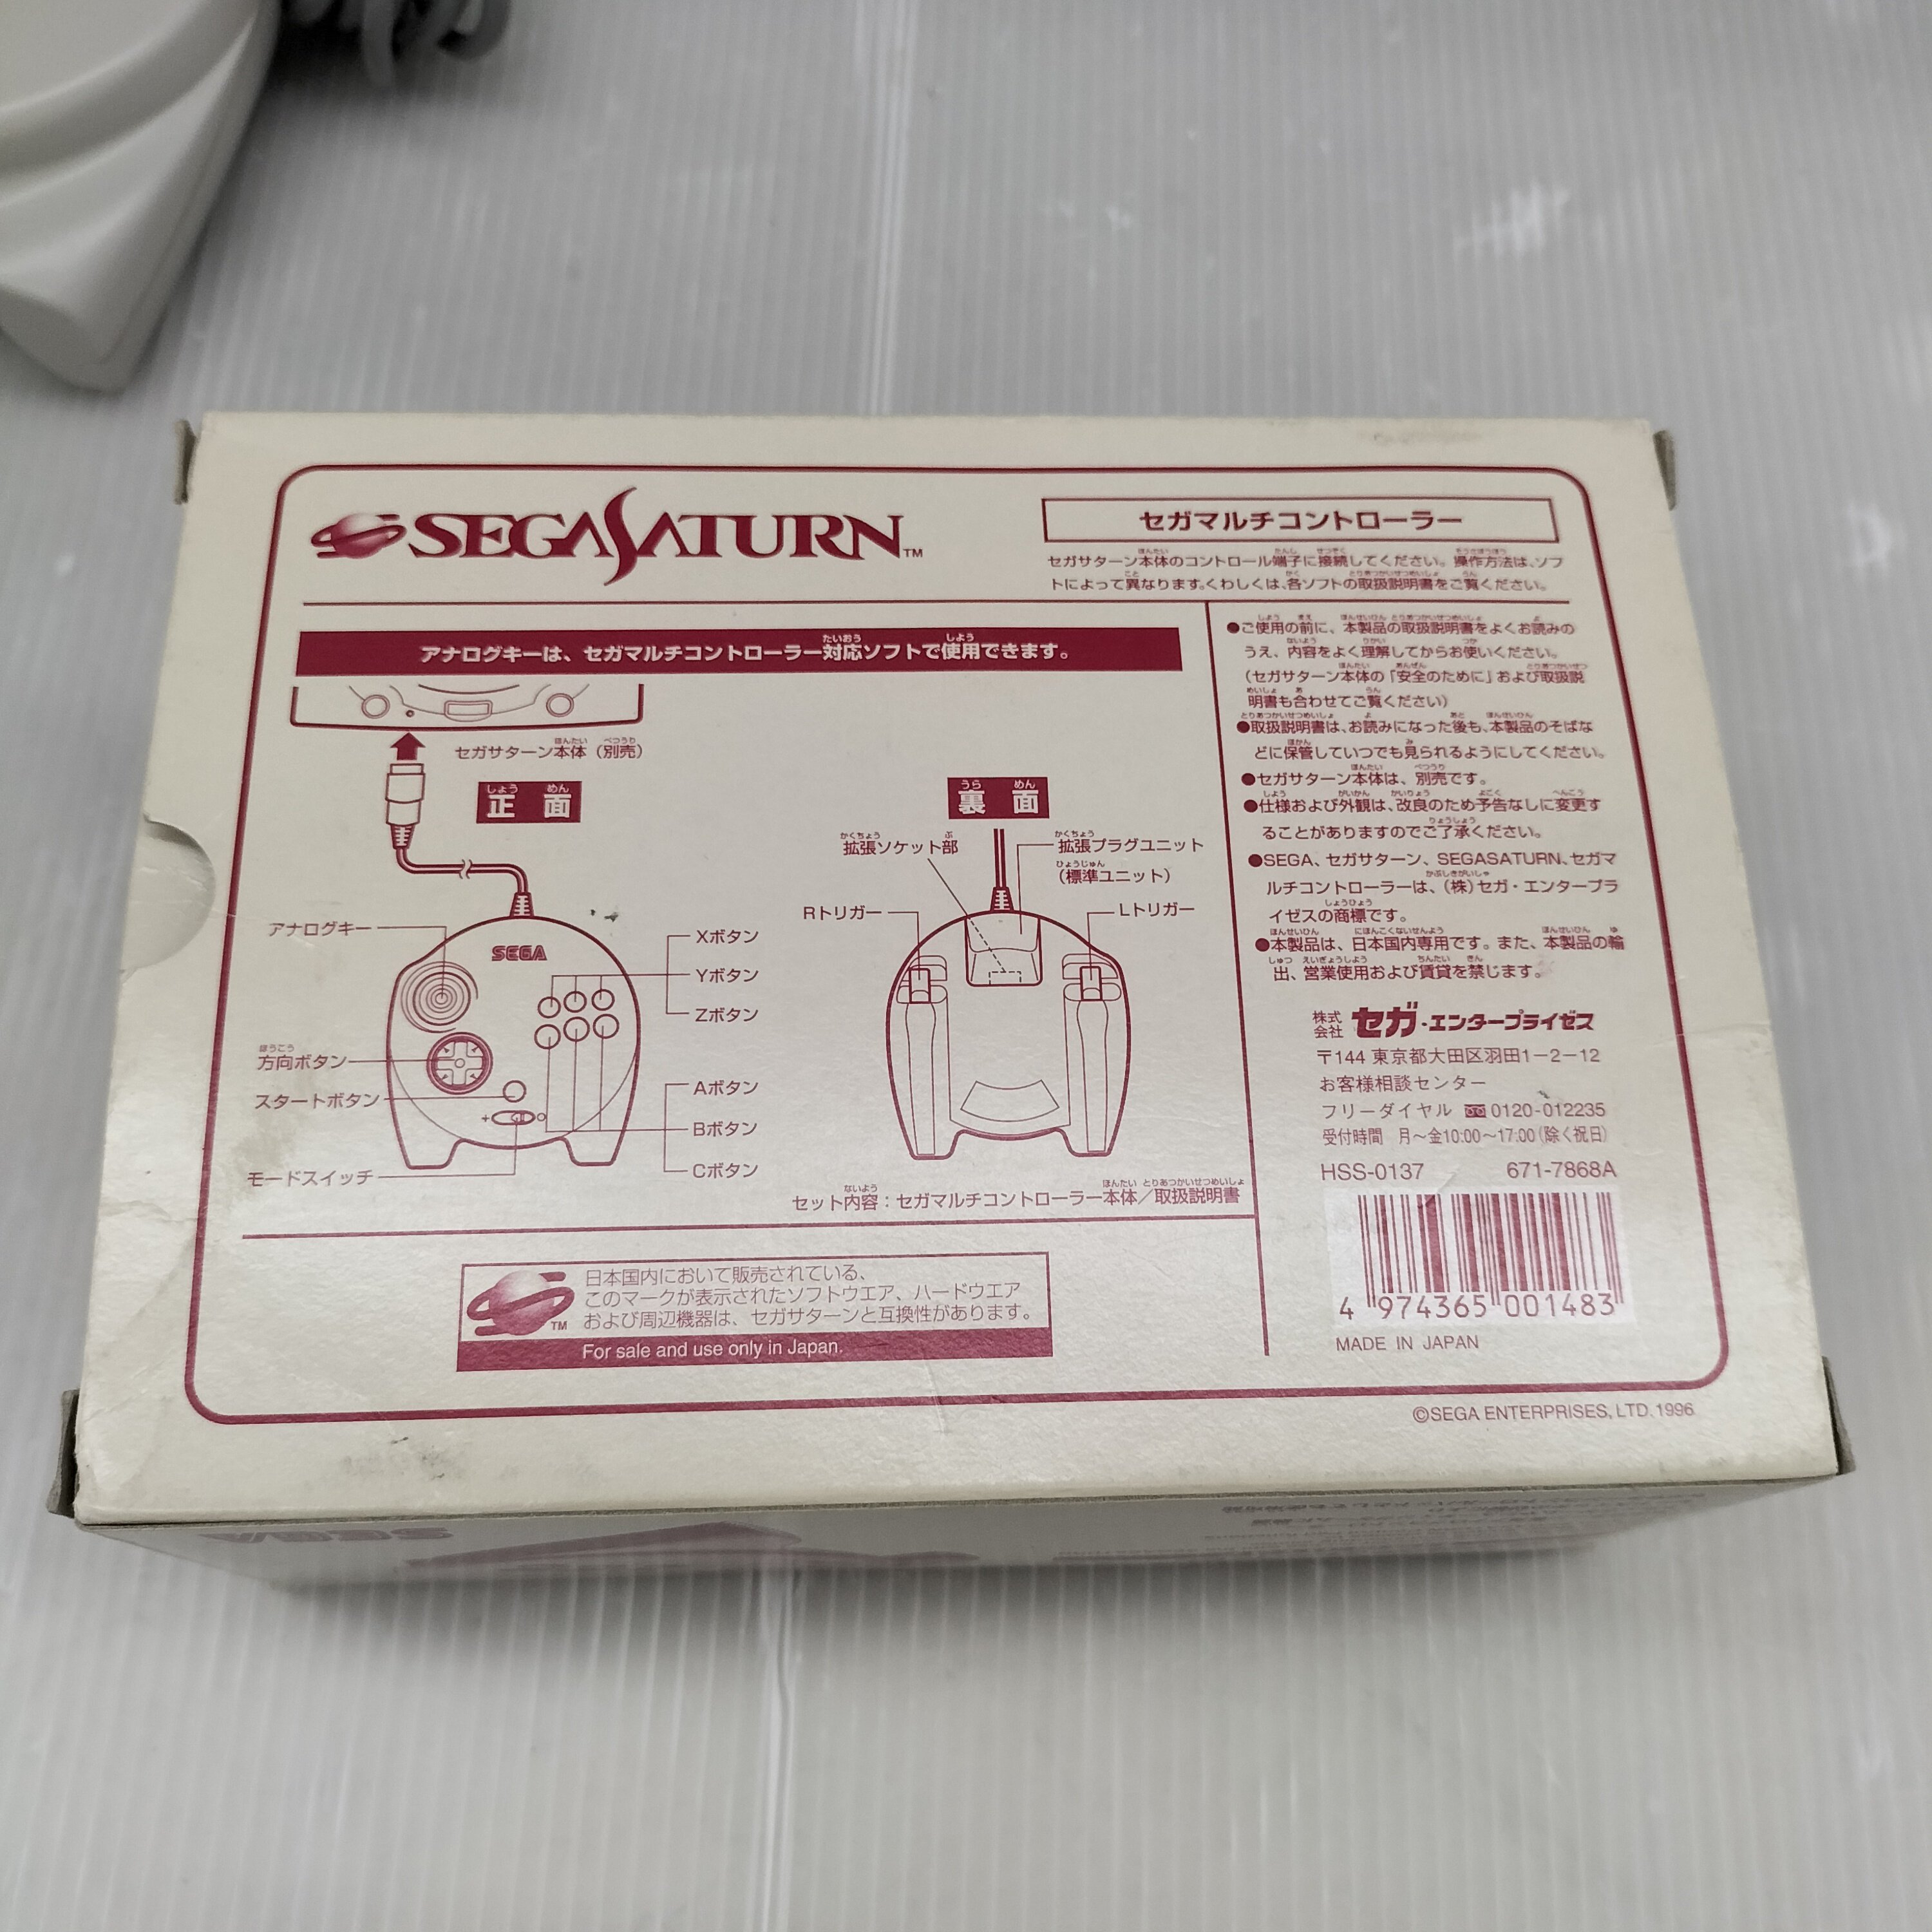 SEGASATURN™
セガマルチコントローラー
セガサターン本体のコントロール端子に接続してください。操作方法は、ソフ
トによって異なります。くわしくは、各ソフトの取扱説明書をご覧ください。
アナログキーは、セガマルチコントローラー対応ソフトで使用できます。
セガサターン本体（別売）
正面
アナログキー
SEGA
Xボタン
Yボタン
Zボタン
方向ボタン
スタートボタン
モードスイッチ
Aボタン
Bボタン
Cボタン
裏面
拡張ソケット部
拡張プラグユニット
（標準ユニット）
Rトリガー
Lトリガー
セット内容：セガマルチコントローラー本体／取扱説明書
日本国内において販売されている、
このマークが表示されたソフトウエア、ハードウエア
および周辺機器は、セガサターンと互換性があります。
TM
For sale and use only in Japan.
●ご使用の前に、本製品の取扱説明書をよくお読みの
うえ、内容をよく理解してからお使いください。
（セガサターン本体の「安全のために」および取扱説
明書も合わせてご覧ください）
●取扱説明書は、お読みになった後も、本製品のそばな
どに保管していつでも見られるようにしてください。
●セガサターン本体は、別売です。
●仕様および外観は、改良のため予告なしに変更す
ることがありますのでご了承ください。
●SEGA、セガサターン、SEGASATURN、セガマ
ルチコントローラーは、（株）セガ・エンタープラ
イゼスの商標です。
●本製品は、日本国内専用です。また、本製品の輸
出、営業使用および賃貸を禁じます。
株式会社 セガ・エンタープライゼス
〒144 東京都大田区羽田1－2－12
お客様相談センター
フリーダイヤル 0120-012235
受付時間 月～金10:00～17:00（除く祝日）
HSS-0137 671-7868A
4 974365 001483
MADE IN JAPAN
©SEGA ENTERPRISES, LTD. 1996
SEGA